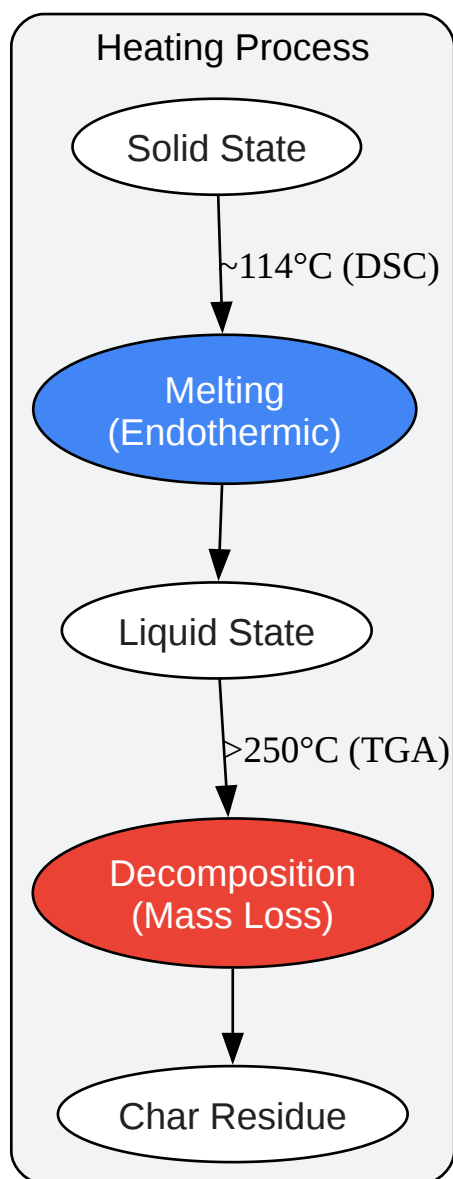 Heating Process
Solid State
~114°C (DSC)
Melting
(Endothermic)
Liquid State
>250°C (TGA)
Decomposition
(Mass Loss)
Char Residue